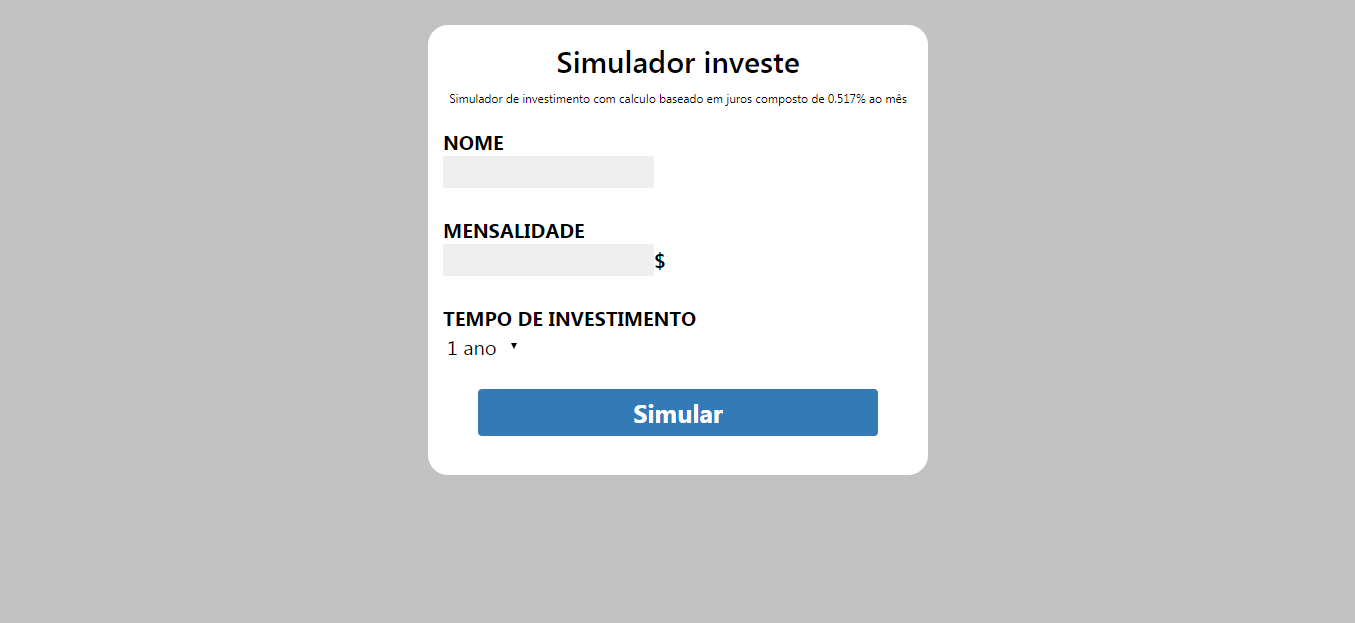 Simulador investe
Simulador de investimento com calculo baseado em juros composto de 0.517% ao mês
NOME
MENSALIDADE
$
TEMPO DE INVESTIMENTO
1 ano
Simular